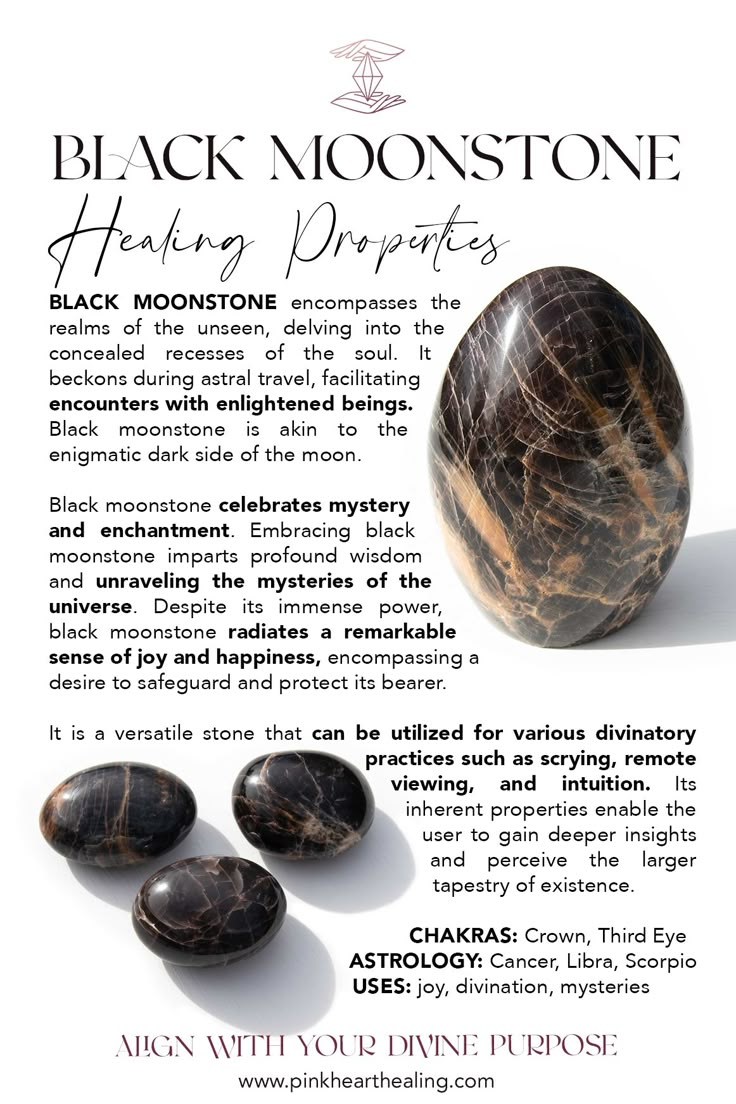 BLACK MOONSTONE
Healing Properties
BLACK MOONSTONE encompasses the
realms of the unseen, delving into the
concealed recesses of the soul. It
beckons during astral travel, facilitating
encounters with enlightened beings.
Black moonstone is akin to the
enigmatic dark side of the moon.
Black moonstone celebrates mystery
and enchantment. Embracing black
moonstone imparts profound wisdom
and unraveling the mysteries of the
universe. Despite its immense power,
black moonstone radiates a remarkable
sense of joy and happiness, encompassing a
desire to safeguard and protect its bearer.
It is a versatile stone that can be utilized for various divinatory
practices such as scrying, remote
viewing, and intuition. Its
inherent properties enable the
user to gain deeper insights
and perceive the larger
tapestry of existence.
CHAKRAS: Crown, Third Eye
ASTROLOGY: Cancer, Libra, Scorpio
USES: joy, divination, mysteries
ALIGN WITH YOUR DIVINE PURPOSE
www.pinkhearthealing.com